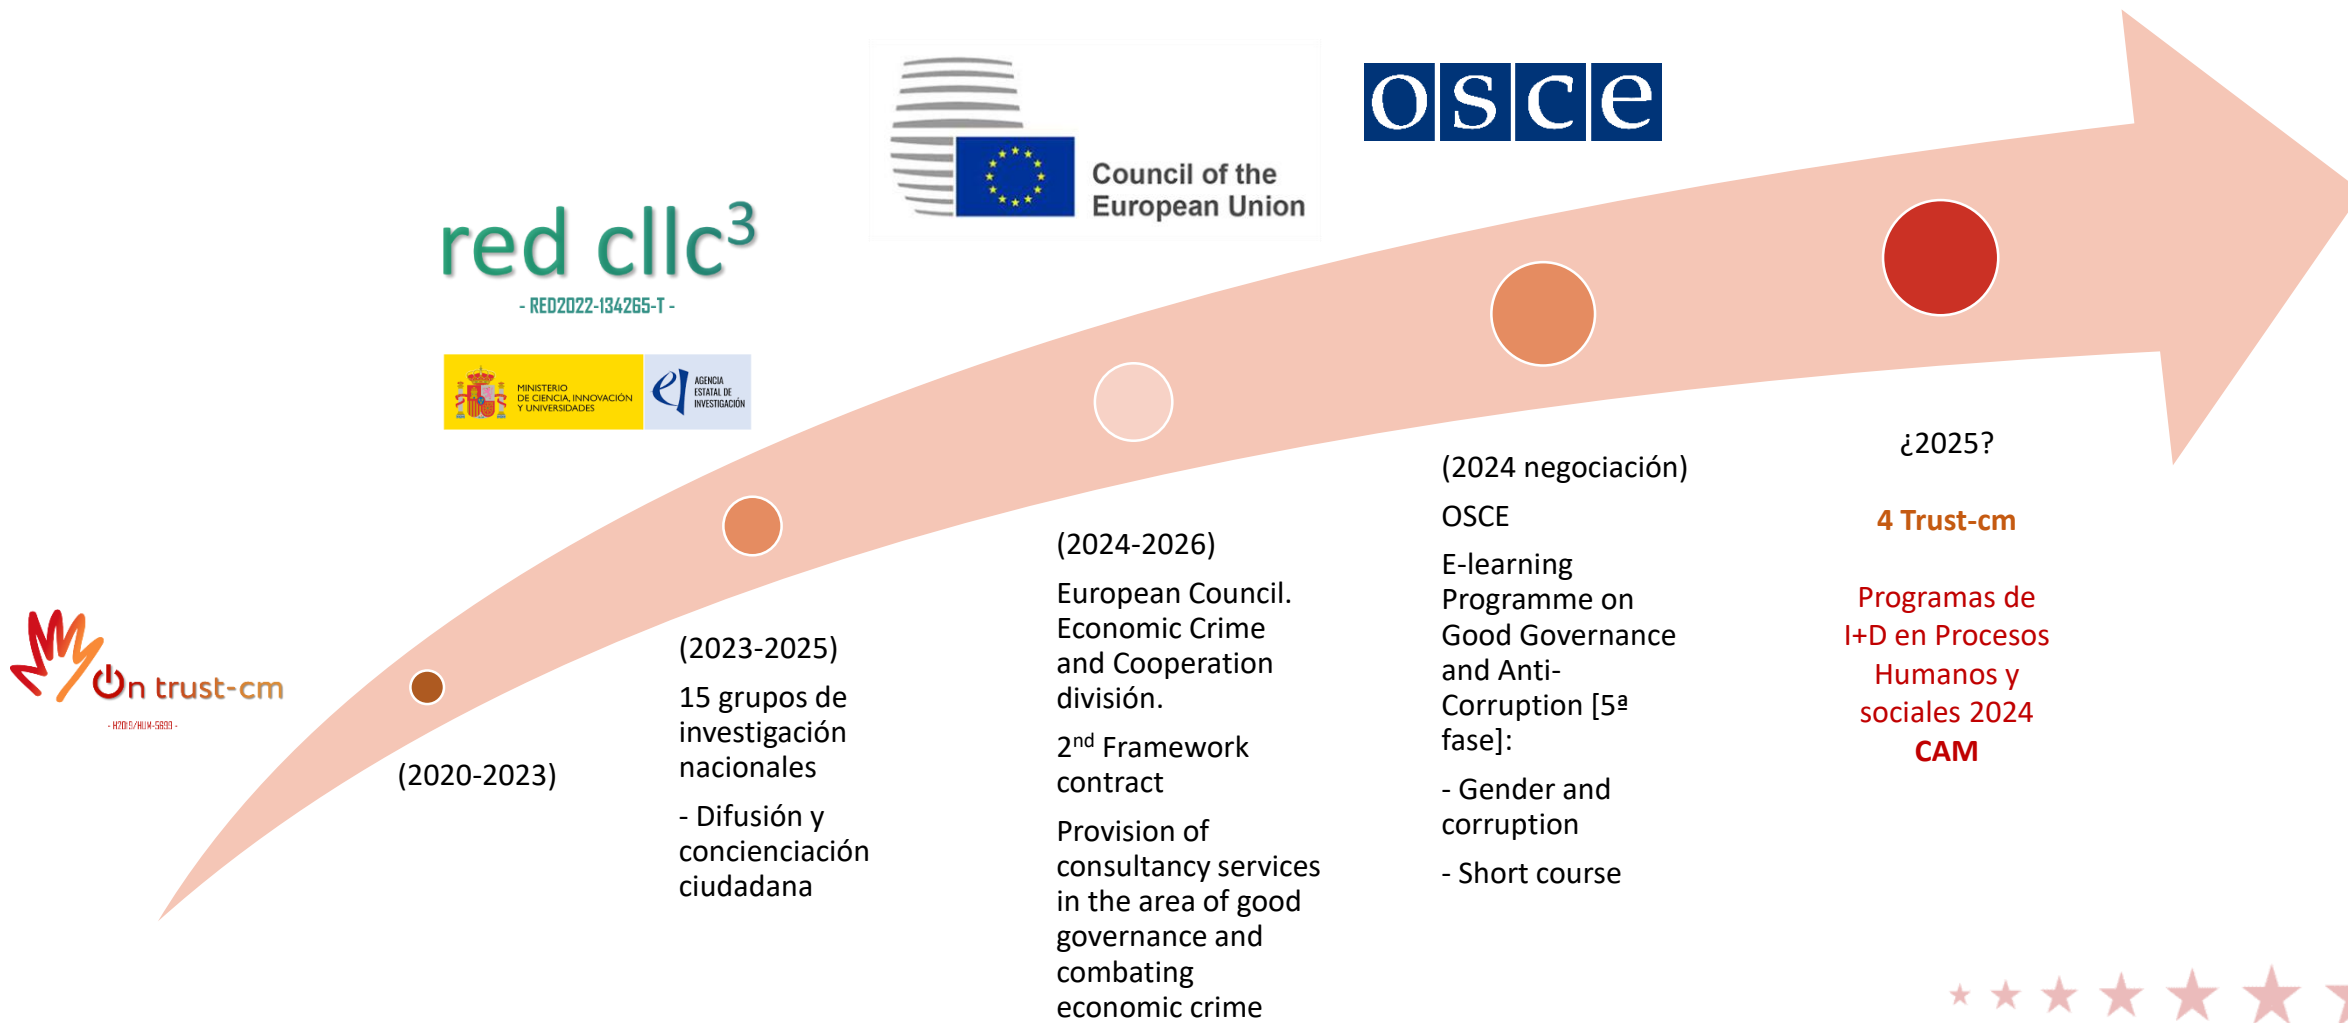 On trust-cm
- H2019/HUM-5699 -
(2020-2023)
red cllc³
- RED2022-134265-T -
MINISTERIO
DE CIENCIA, INNOVACIÓN
Y UNIVERSIDADES
AGENCIA
ESTATAL DE
INVESTIGACIÓN
(2023-2025)
15 grupos de
investigación
nacionales
- Difusión y
concienciación
ciudadana
Council of the
European Union
(2024-2026)
European Council.
Economic Crime
and Cooperation
división.
2nd Framework
contract
Provision of
consultancy services
in the area of good
governance and
combating
economic crime
osce
(2024 negociación)
OSCE
E-learning
Programme on
Good Governance
and Anti-
Corruption [5ª
fase]:
- Gender and
corruption
- Short course
¿2025?
4 Trust-cm
Programas de
I+D en Procesos
Humanos y
sociales 2024
CAM